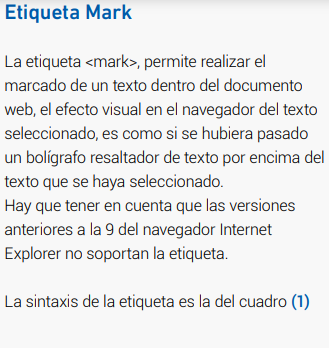 Etiqueta Mark
La etiqueta <mark>, permite realizar el
marcado de un texto dentro del documento
web, el efecto visual en el navegador del texto
seleccionado, es como si se hubiera pasado
un bolígrafo resaltador de texto por encima del
texto que se haya seleccionado.
Hay que tener en cuenta que las versiones
anteriores a la 9 del navegador Internet
Explorer no soportan la etiqueta.
La sintaxis de la etiqueta es la del cuadro (1)